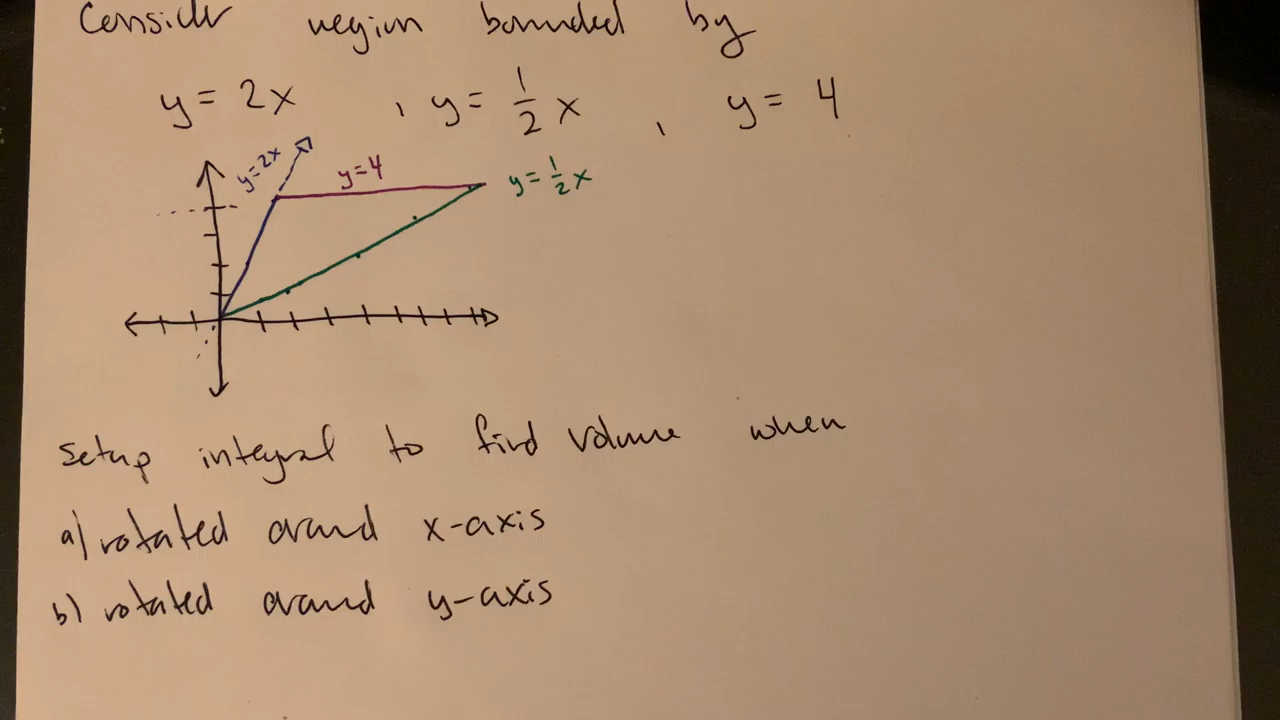 Consider region bounded by
y = 2x , y = 1/2 x , y = 4
y=2x
y=4
y=1/2x
Setup integral to find volume when
a) rotated around x-axis
b) rotated around y-axis